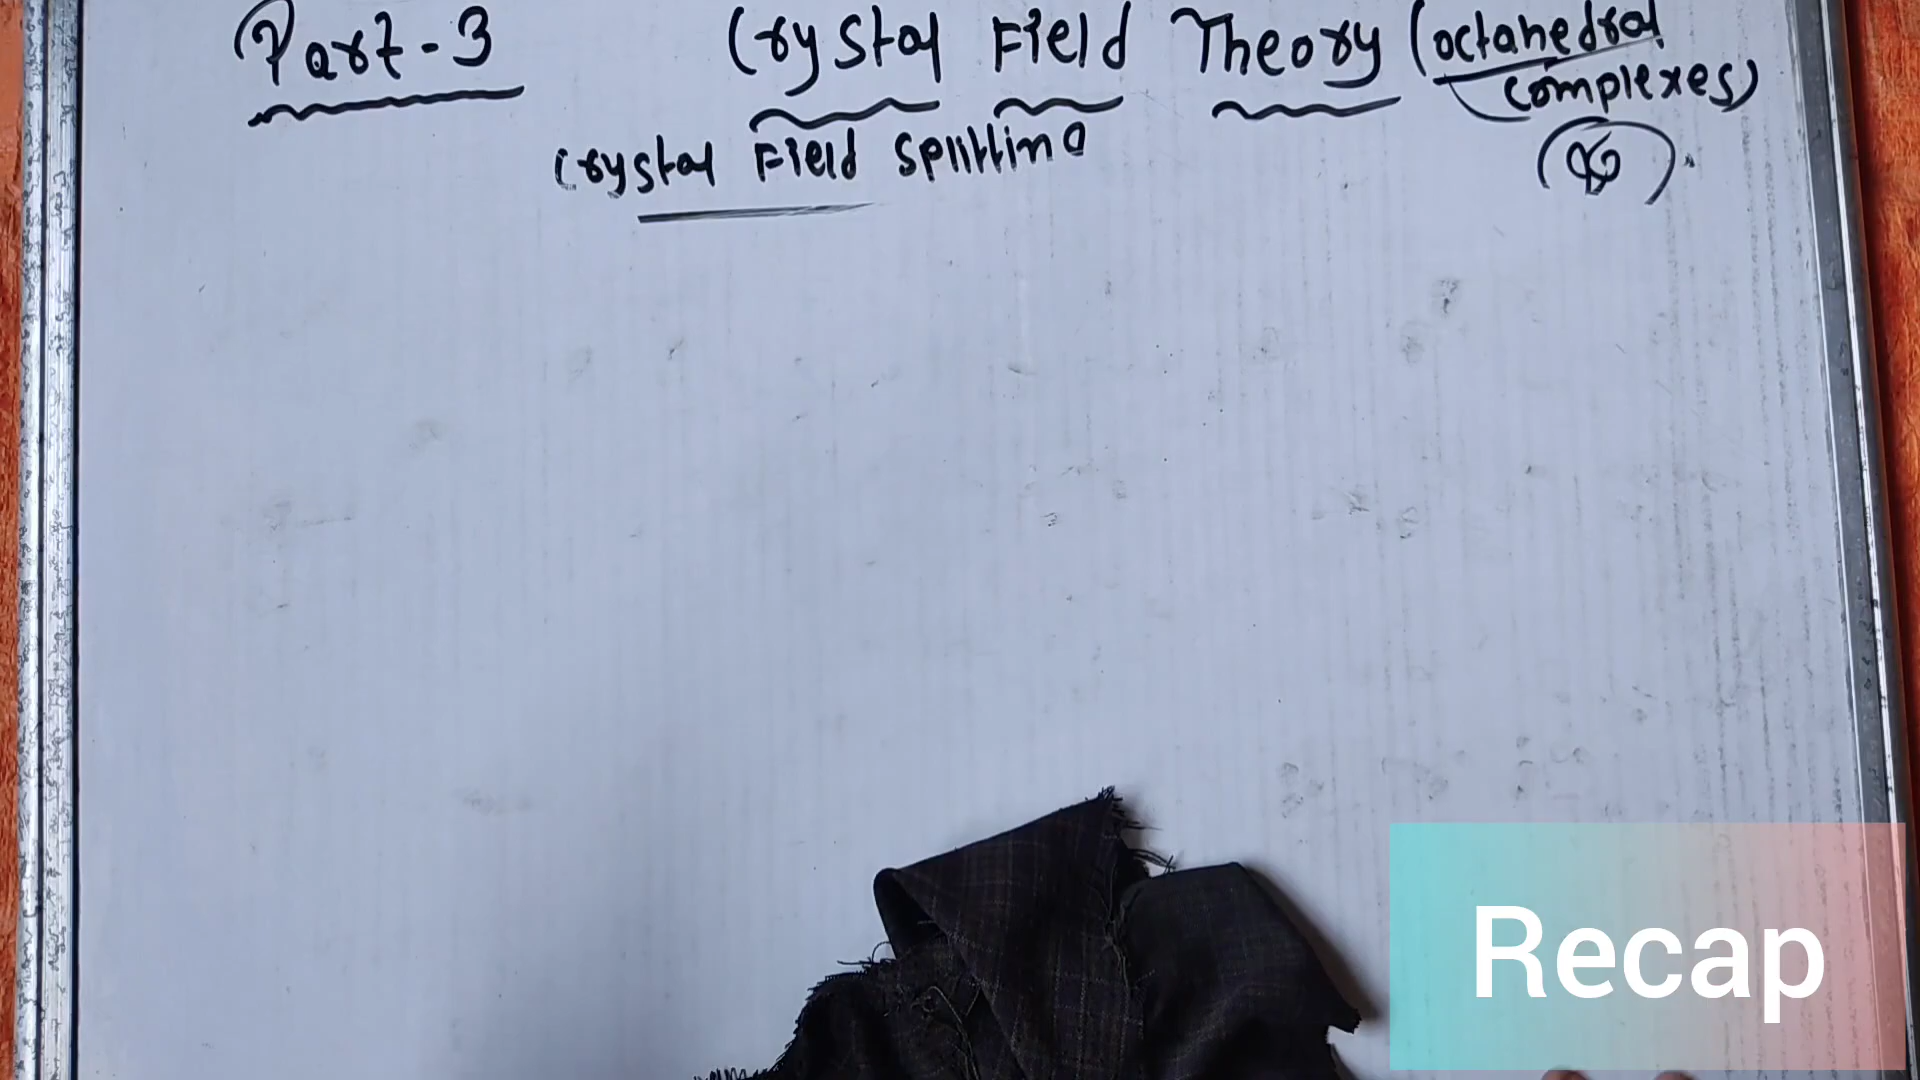 Part-3 Crystal Field Theory (octahedral
complexes)
Crystal Field Splitting
Recap